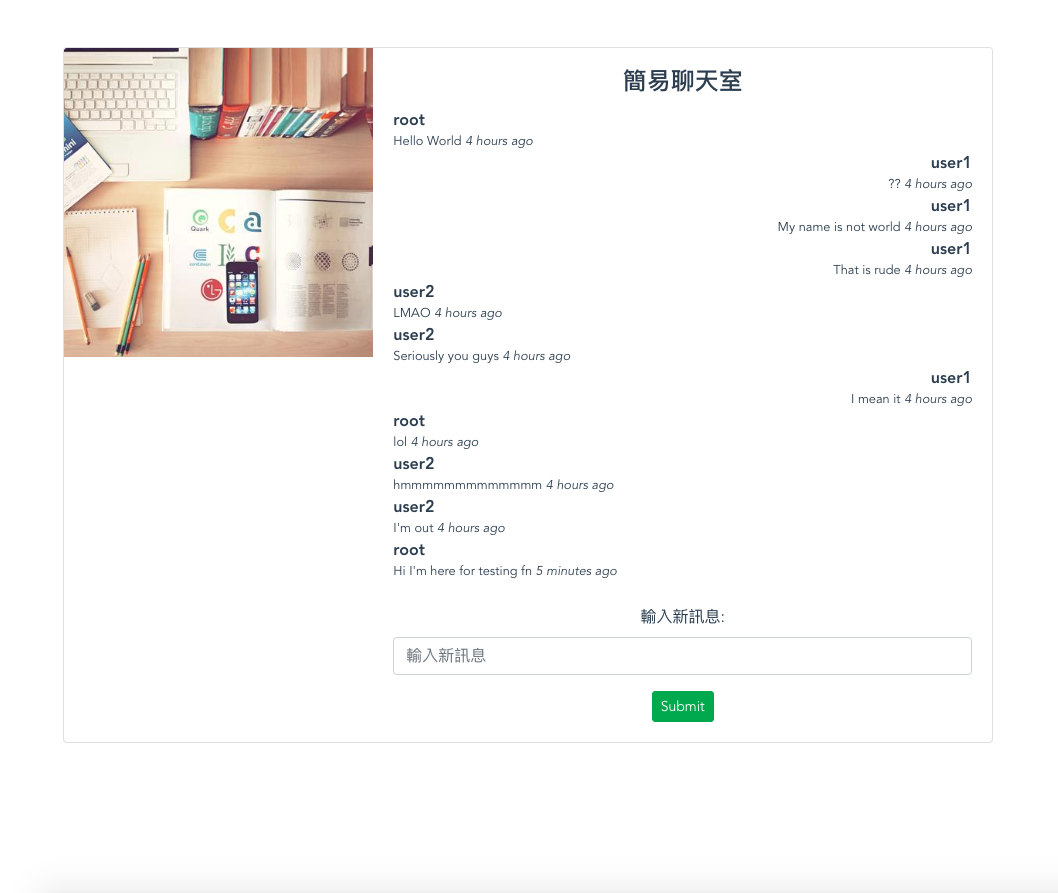 簡易聊天室
root
Hello World 4 hours ago
user1
?? 4 hours ago
user1
My name is not world 4 hours ago
user1
That is rude 4 hours ago
user2
LMAO 4 hours ago
user2
Seriously you guys 4 hours ago
user1
I mean it 4 hours ago
root
lol 4 hours ago
user2
hmmmmmmmmmmmmm 4 hours ago
user2
I'm out 4 hours ago
root
Hi I'm here for testing fn 5 minutes ago
輸入新訊息:
輸入新訊息
Submit
Quark
LG